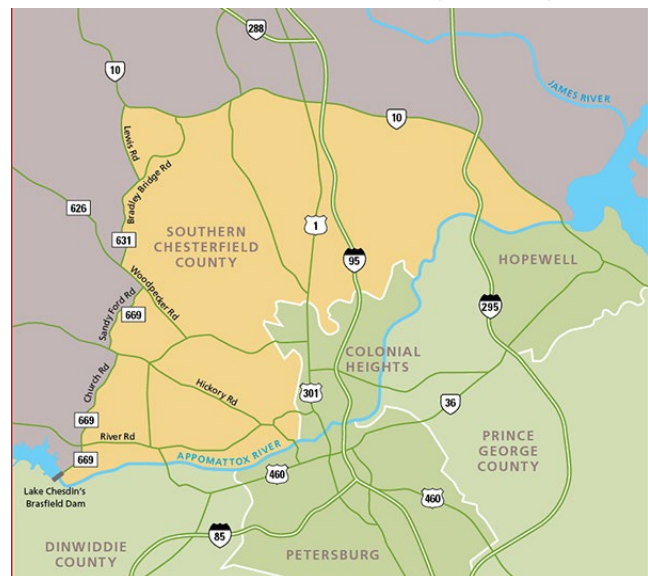 288
10
JAMES RIVER
10
Lewis Rd
Bradley Bridge Rd
626
SOUTHERN
CHESTERFIELD
COUNTY
1
631
95
HOPEWELL
Woodpecker Rd
Sandy Ford Rd
669
295
COLONIAL
HEIGHTS
Church Rd
Hickory Rd
301
36
669
River Rd
PRINCE
GEORGE
COUNTY
APPOMATTOX RIVER
669
460
Lake Chesdin's
Brasfield Dam
460
85
DINWIDDIE
COUNTY
PETERSBURG